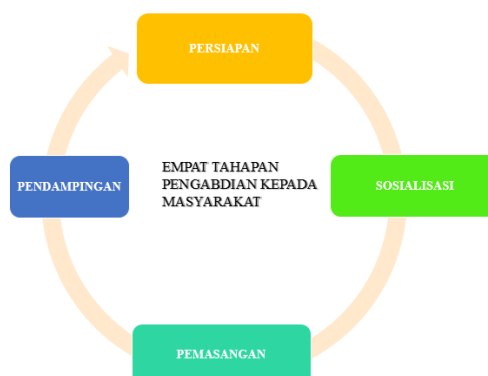 PERSIAPAN
EMPAT TAHAPAN
PENGABDIAN KEPADA
MASYARAKAT
PENDAMPINGAN
SOSIALISASI
PEMASANGAN